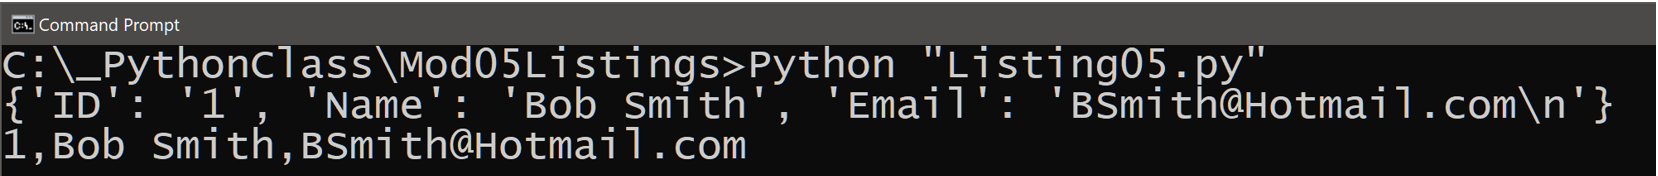 Command Prompt
C:\_PythonClass\Mod05Listings>Python "Listing05.py"
{'ID': '1', 'Name': 'Bob Smith', 'Email': 'BSmith@Hotmail.com\n'}
1,Bob Smith,BSmith@Hotmail.com